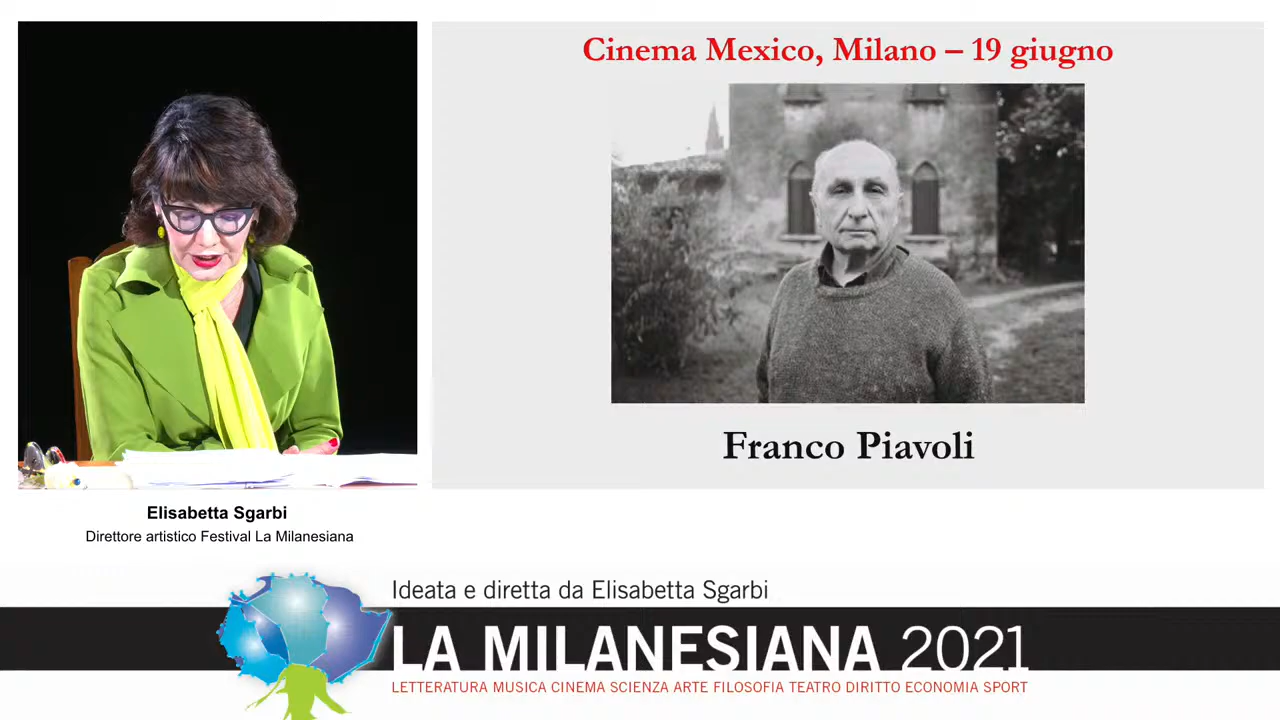 Cinema Mexico, Milano – 19 giugno
Franco Piavoli
Elisabetta Sgarbi
Direttore artistico Festival La Milanesiana
Ideata e diretta da Elisabetta Sgarbi
LA MILANESIANA 2021
LETTERATURA MUSICA CINEMA SCIENZA ARTE FILOSOFIA TEATRO DIRITTO ECONOMIA SPORT